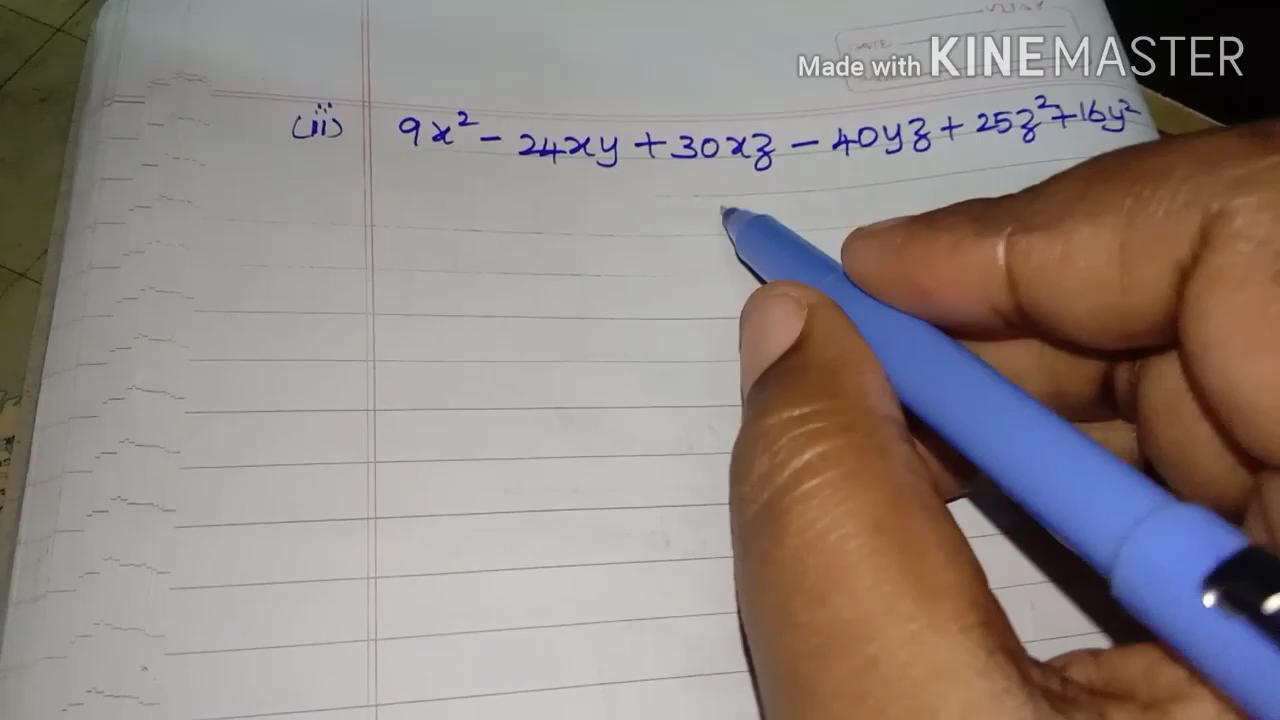 Made with KINEMASTER
(iii) 9x² - 24xy + 30xz - 40yz + 25z² + 16y²